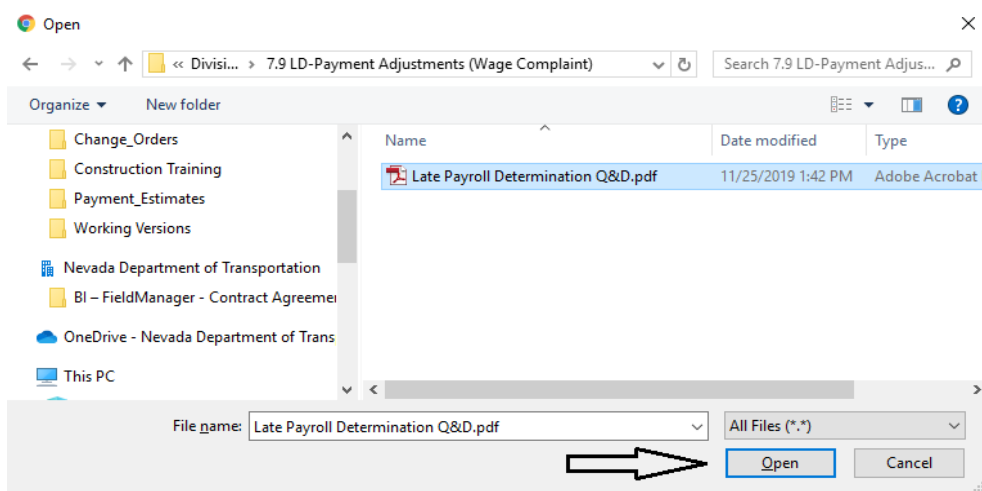 Open
« Divisi... › 7.9 LD-Payment Adjustments (Wage Complaint)
Search 7.9 LD-Payment Adjus...
Organize
New folder
Change_Orders
Construction Training
Payment_Estimates
Working Versions
Nevada Department of Transportation
BI – FieldManager - Contract Agreemer
OneDrive - Nevada Department of Trans
This PC
Name Date modified Type
Late Payroll Determination Q&D.pdf 11/25/2019 1:42 PM Adobe Acrobat
File name: Late Payroll Determination Q&D.pdf All Files (*.*)
Open Cancel